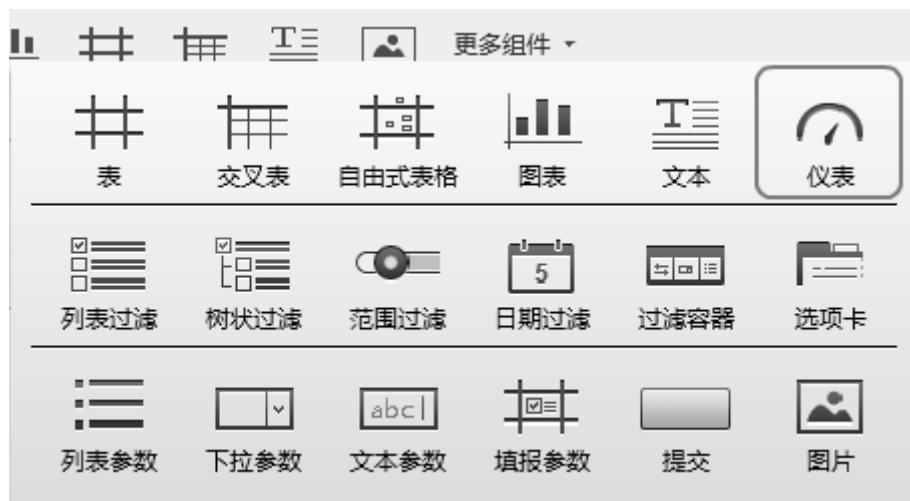 更多组件
表 交叉表 自由式表格 图表 文本 仪表
5
列表过滤 树状过滤 范围过滤 日期过滤 过滤容器 选项卡
abc
列表参数 下拉参数 文本参数 填报参数 提交 图片